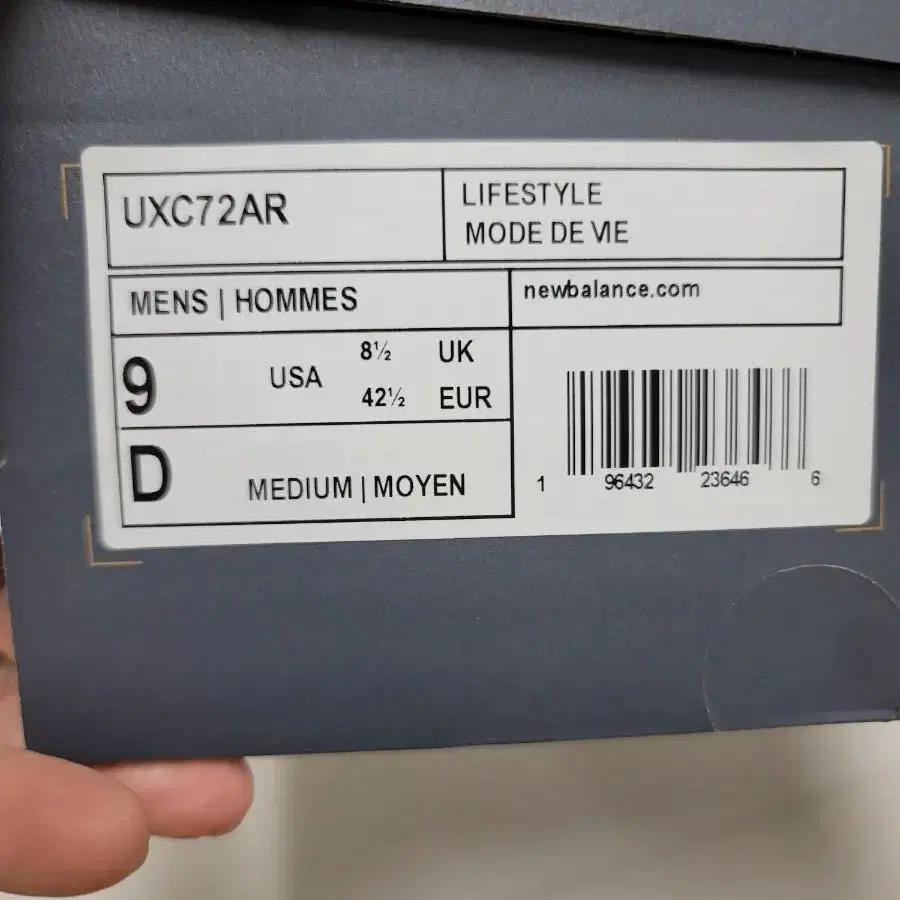 UXC72AR
LIFESTYLE
MODE DE VIE
MENS | HOMMES
newbalance.com
9 USA 8½ UK
42½ EUR
D MEDIUM | MOYEN
1 96432 23646 6